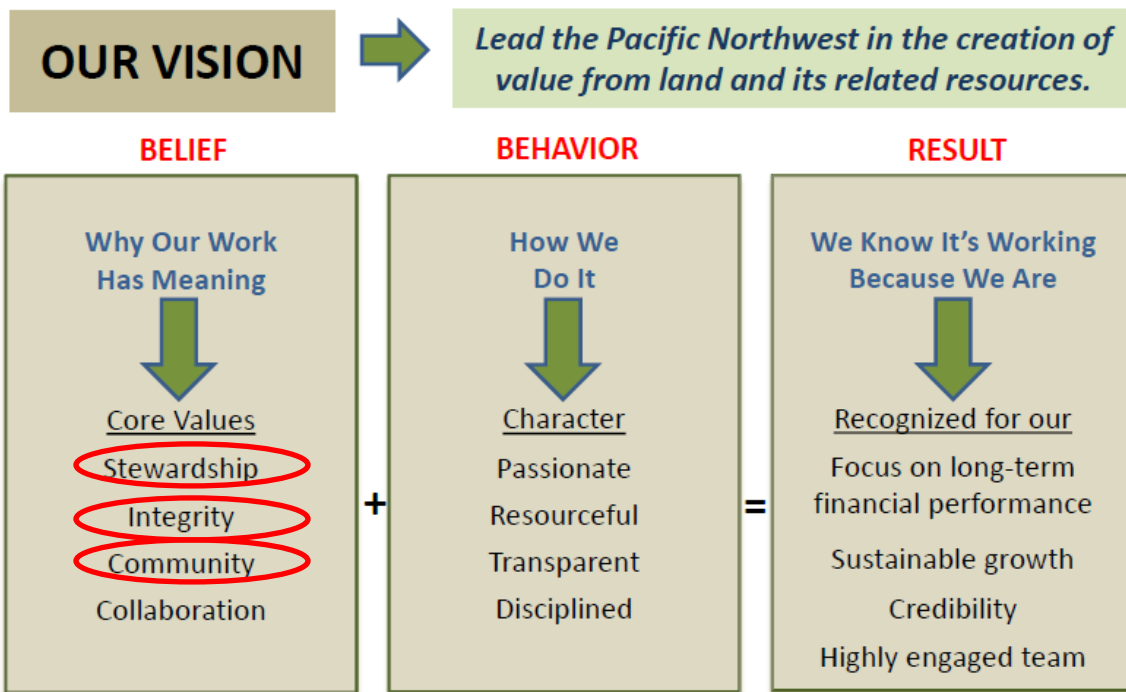 OUR VISION
Lead the Pacific Northwest in the creation of
value from land and its related resources.
BELIEF
Why Our Work
Has Meaning
Core Values
Stewardship
Integrity
Community
Collaboration
+
BEHAVIOR
How We
Do It
Character
Passionate
Resourceful
Transparent
Disciplined
=
RESULT
We Know It's Working
Because We Are
Recognized for our
Focus on long-term
financial performance
Sustainable growth
Credibility
Highly engaged team